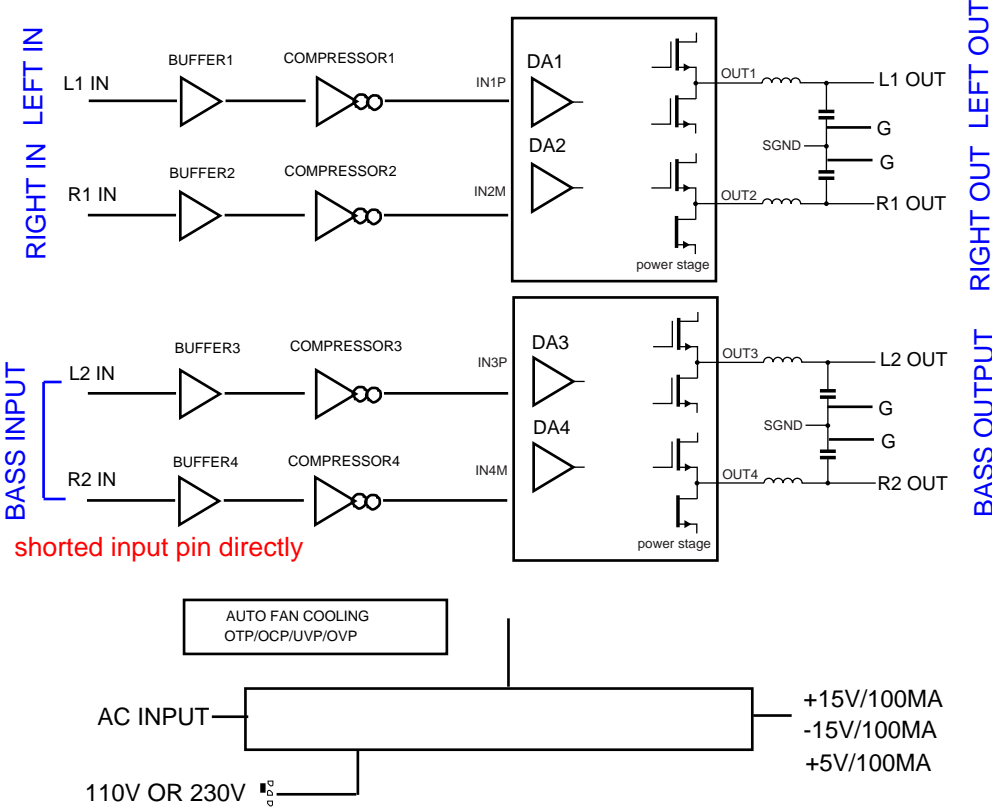 LEFT IN
L1 IN
BUFFER1
COMPRESSOR1
IN1P
DA1
OUT1
L1 OUT
LEFT OUT
G
SGND
G
RIGHT IN
R1 IN
BUFFER2
COMPRESSOR2
IN2M
DA2
OUT2
R1 OUT
RIGHT OUT
power stage
BASS INPUT
L2 IN
BUFFER3
COMPRESSOR3
IN3P
DA3
OUT3
L2 OUT
BASS OUTPUT
G
SGND
G
R2 IN
BUFFER4
COMPRESSOR4
IN4M
DA4
OUT4
R2 OUT
power stage
shorted input pin directly
AUTO FAN COOLING
OTP/OCP/UVP/OVP
AC INPUT
+15V/100MA
-15V/100MA
+5V/100MA
110V OR 230V